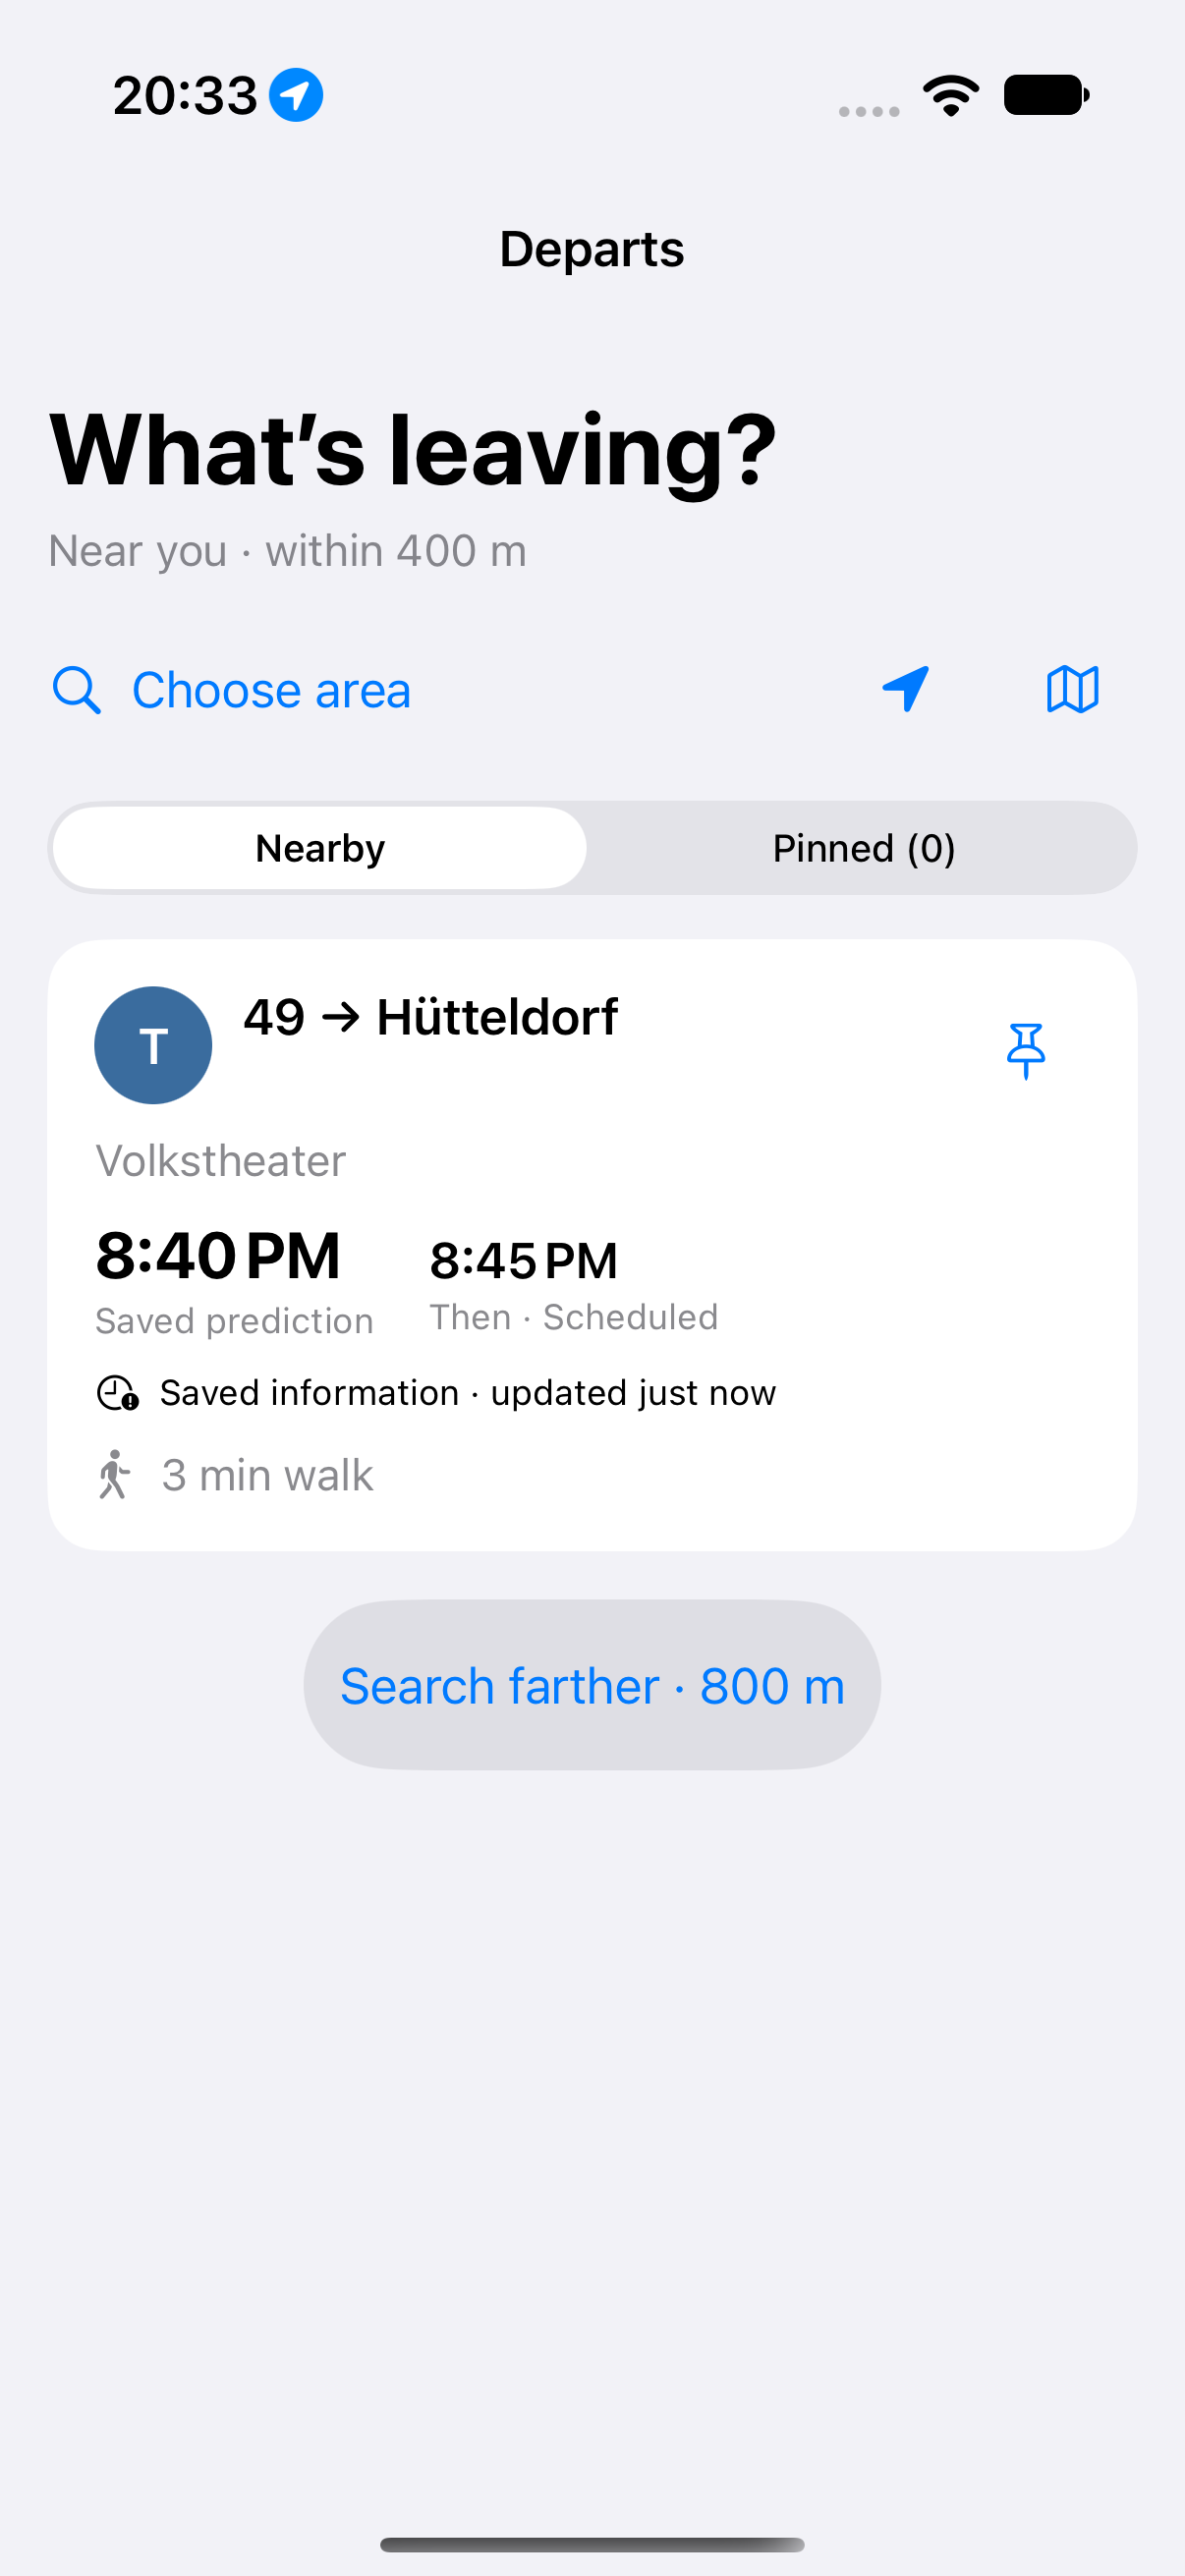 20:33
Departs
What’s leaving?
Near you · within 400 m
Choose area
Nearby
Pinned (0)
T
49 → Hütteldorf
Volkstheater
8:40 PM
8:45 PM
Saved prediction
Then · Scheduled
Saved information · updated just now
3 min walk
Search farther · 800 m